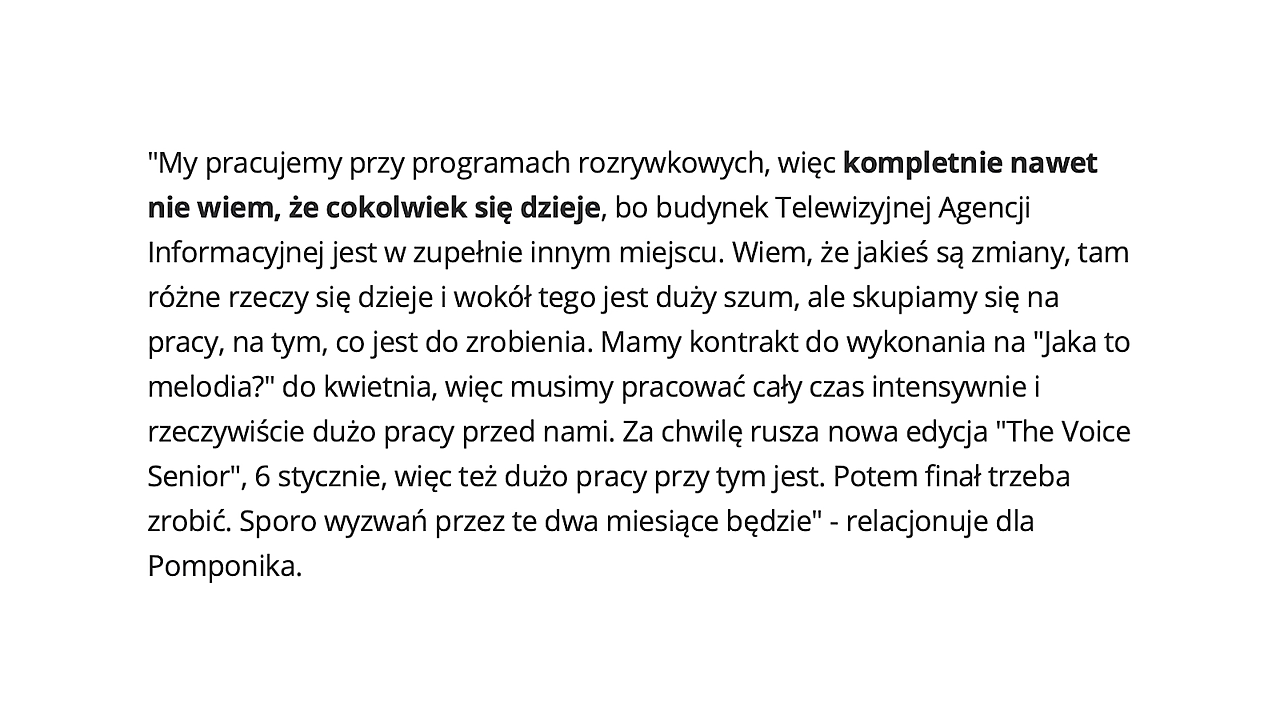 "My pracujemy przy programach rozrywkowych, więc kompletnie nawet
nie wiem, że cokolwiek się dzieje, bo budynek Telewizyjnej Agencji
Informacyjnej jest w zupełnie innym miejscu. Wiem, że jakieś są zmiany, tam
różne rzeczy się dzieje i wokół tego jest duży szum, ale skupiamy się na
pracy, na tym, co jest do zrobienia. Mamy kontrakt do wykonania na "Jaka to
melodia?" do kwietnia, więc musimy pracować cały czas intensywnie i
rzeczywiście dużo pracy przed nami. Za chwilę rusza nowa edycja "The Voice
Senior", 6 stycznie, więc też dużo pracy przy tym jest. Potem finał trzeba
zrobić. Sporo wyzwań przez te dwa miesiące będzie" - relacjonuje dla
Pomponika.